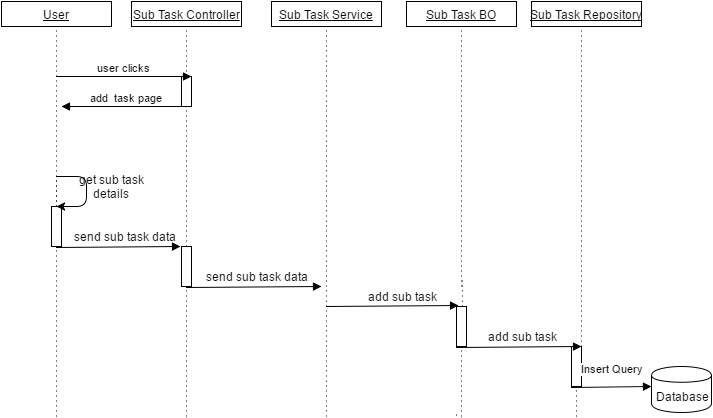 User
Sub Task Controller
Sub Task Service
Sub Task BO
Sub Task Repository
user clicks
add task page
get sub task
details
send sub task data
send sub task data
add sub task
add sub task
Insert Query
Database